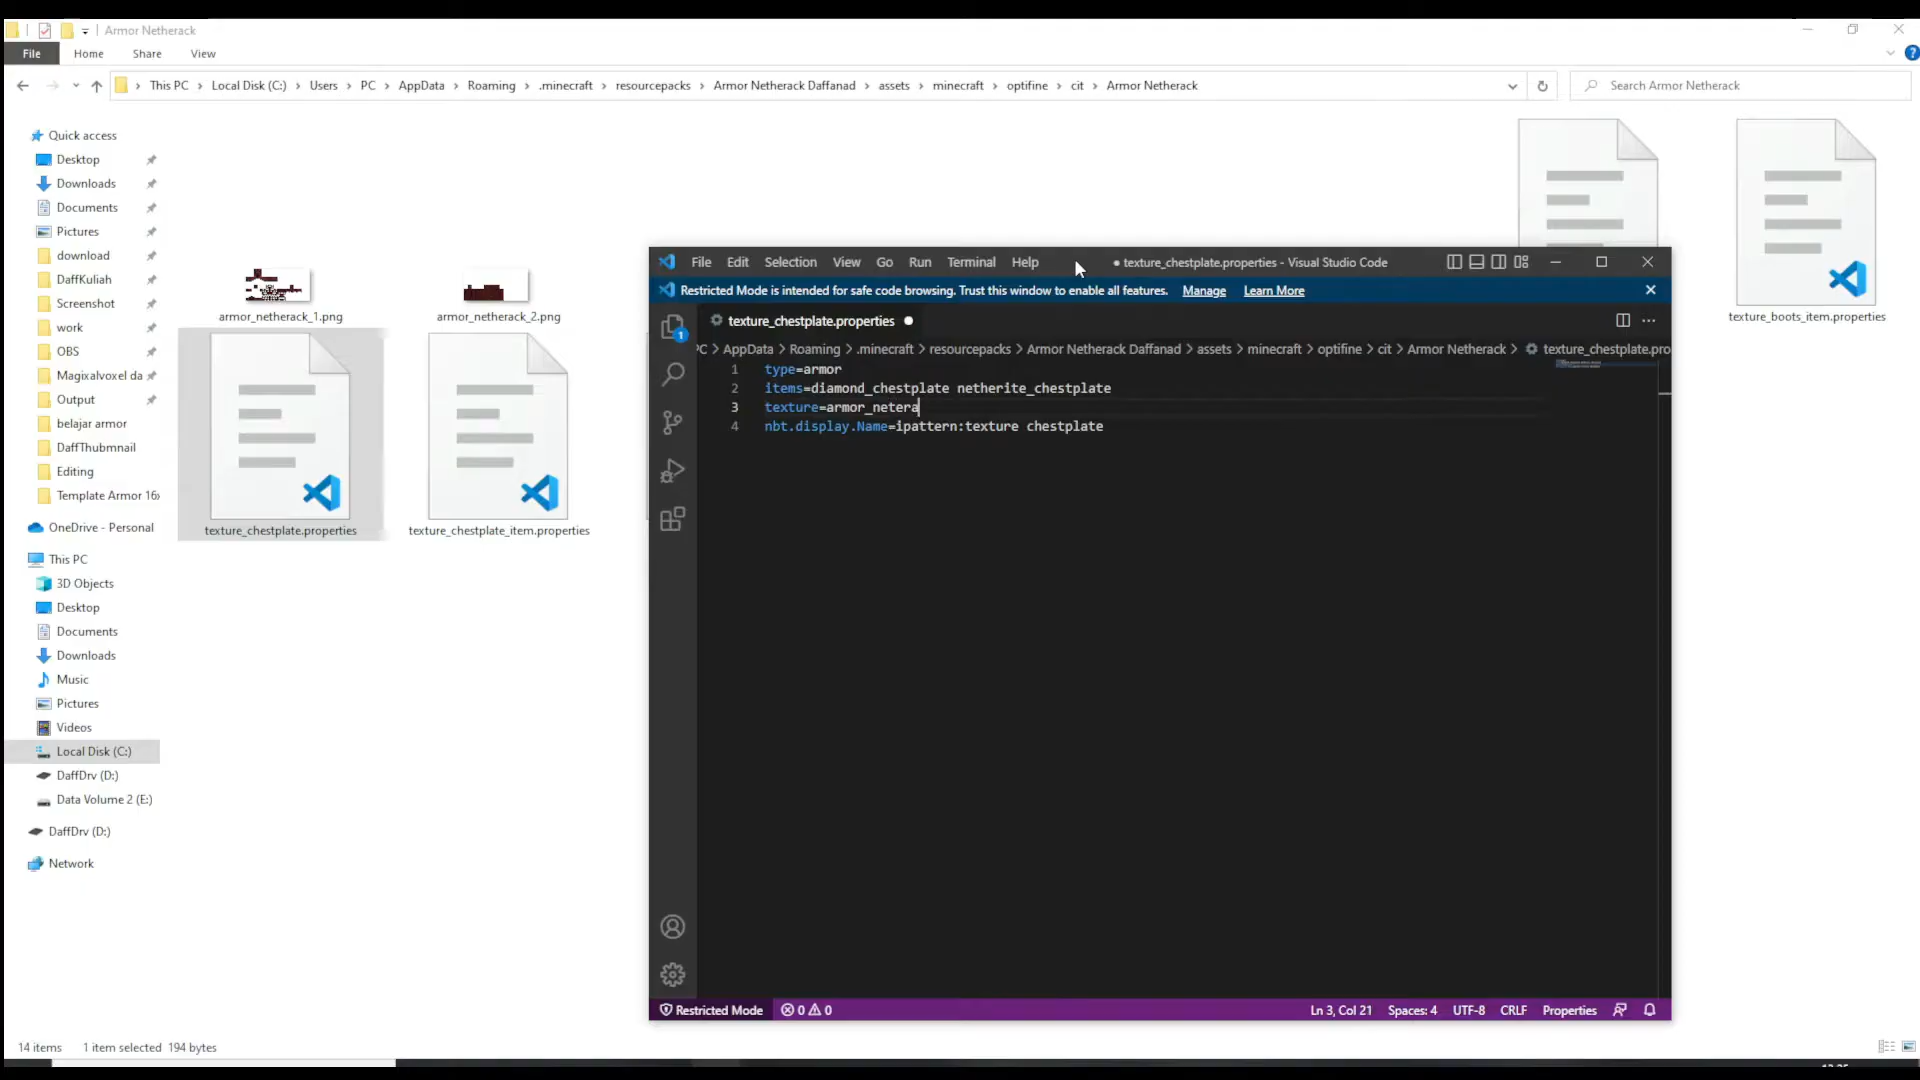 Armor Netherack
File Home Share View
This PC Local Disk (C:) Users PC AppData Roaming .minecraft resourcepacks Armor Netherack Daffanad assets minecraft optifine cit Armor Netherack
Search Armor Netherack
Quick access
Desktop
Downloads
Documents
Pictures
download
DaffKuliah
Screenshot
work
OBS
Magixalvoxel da
Output
belajar armor
DaffThubmnail
Editing
Template Armor 16x
OneDrive - Personal
This PC
3D Objects
Desktop
Documents
Downloads
Music
Pictures
Videos
Local Disk (C:)
DaffDrv (D:)
Data Volume 2 (E:)
DaffDrv (D:)
Network
armor_netherack_1.png
armor_netherack_2.png
texture_boots_item.properties
texture_chestplate.properties
texture_chestplate_item.properties
File Edit Selection View Go Run Terminal Help
● texture_chestplate.properties - Visual Studio Code
Restricted Mode is intended for safe code browsing. Trust this window to enable all features. Manage Learn More
1
texture_chestplate.properties
PC > AppData > Roaming > .minecraft > resourcepacks > Armor Netherack Daffanad > assets > minecraft > optifine > cit > Armor Netherack > texture_chestplate.pro
1 type=armor
2 items=diamond_chestplate netherite_chestplate
3 texture=armor_netera
4 nbt.display.Name=ipattern:texture chestplate
Restricted Mode 0 0 Ln 3, Col 21 Spaces: 4 UTF-8 CRLF Properties
14 items 1 item selected 194 bytes